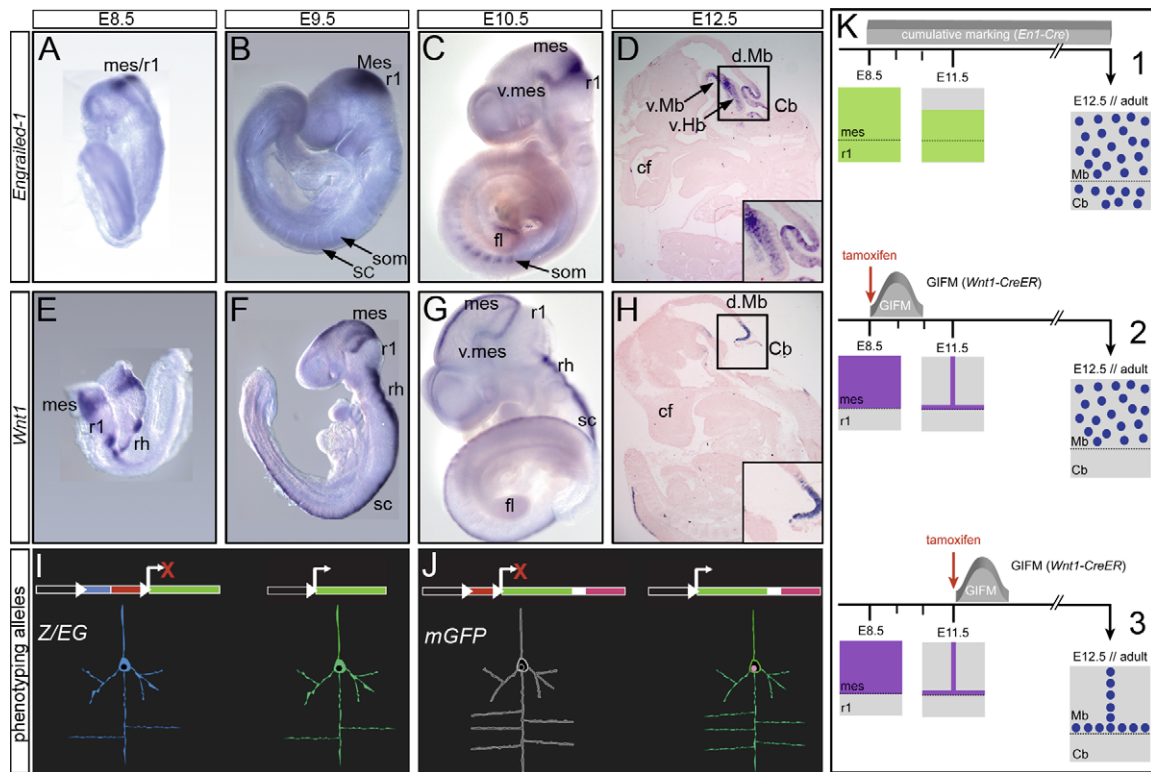 E8.5 E9.5 E10.5 E12.5
Engrailed-1
A
mes/r1
B
Mes
r1
som
SC
C
mes
r1
v.mes
fl
som
D
d.Mb
v.Mb
Cb
v.Hb
cf
Wnt1
E
mes
r1
rh
F
mes
r1
rh
sc
G
mes
r1
v.mes
rh
sc
fl
H
d.Mb
Cb
cf
phenotyping alleles
I
X
Z/EG
J
X
mGFP
K
cumulative marking (En1-Cre)
1
E8.5 E11.5
E12.5 // adult
mes
r1
Mb
Cb
tamoxifen
GIFM (Wnt1-CreER)
GIFM
2
E8.5 E11.5
E12.5 // adult
mes
r1
Mb
Cb
tamoxifen
GIFM (Wnt1-CreER)
GIFM
3
E8.5 E11.5
E12.5 // adult
mes
r1
Mb
Cb